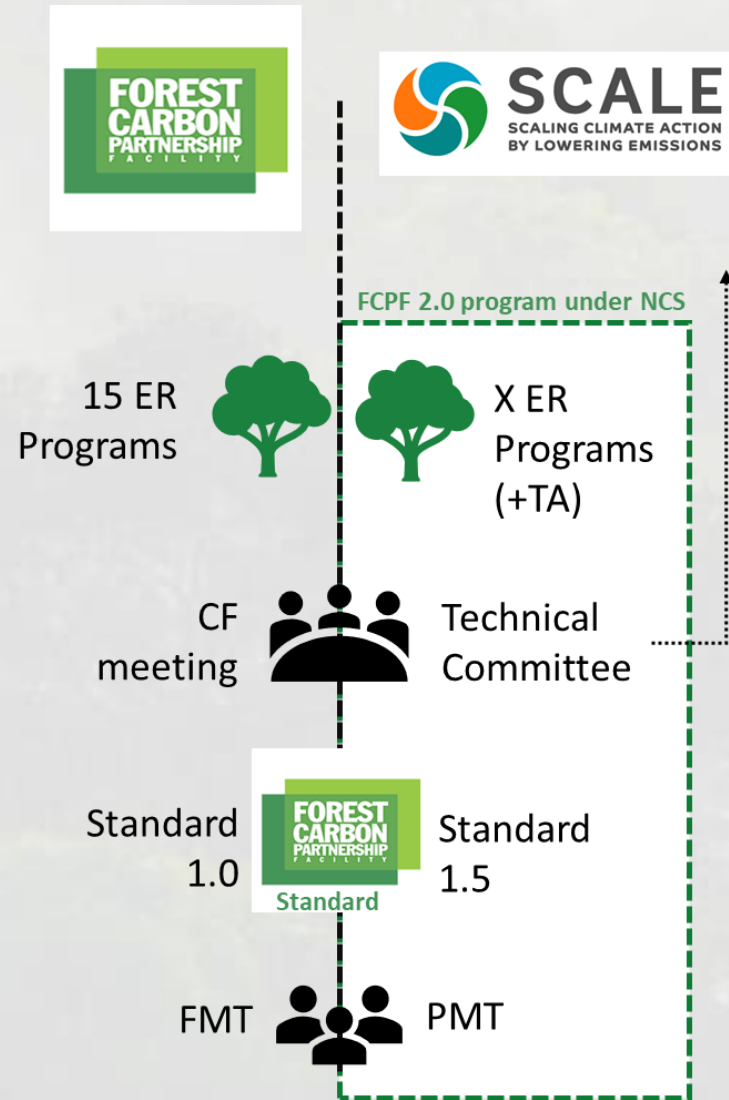 FOREST
CARBON
PARTNERSHIP
FACILITY
SCALE
SCALING CLIMATE ACTION
BY LOWERING EMISSIONS
FCPF 2.0 program under NCS
15 ER
Programs
X ER
Programs
(+TA)
CF
meeting
Technical
Committee
Standard
1.0
FOREST
CARBON
PARTNERSHIP
FACILITY
Standard
Standard
1.5
FMT
PMT